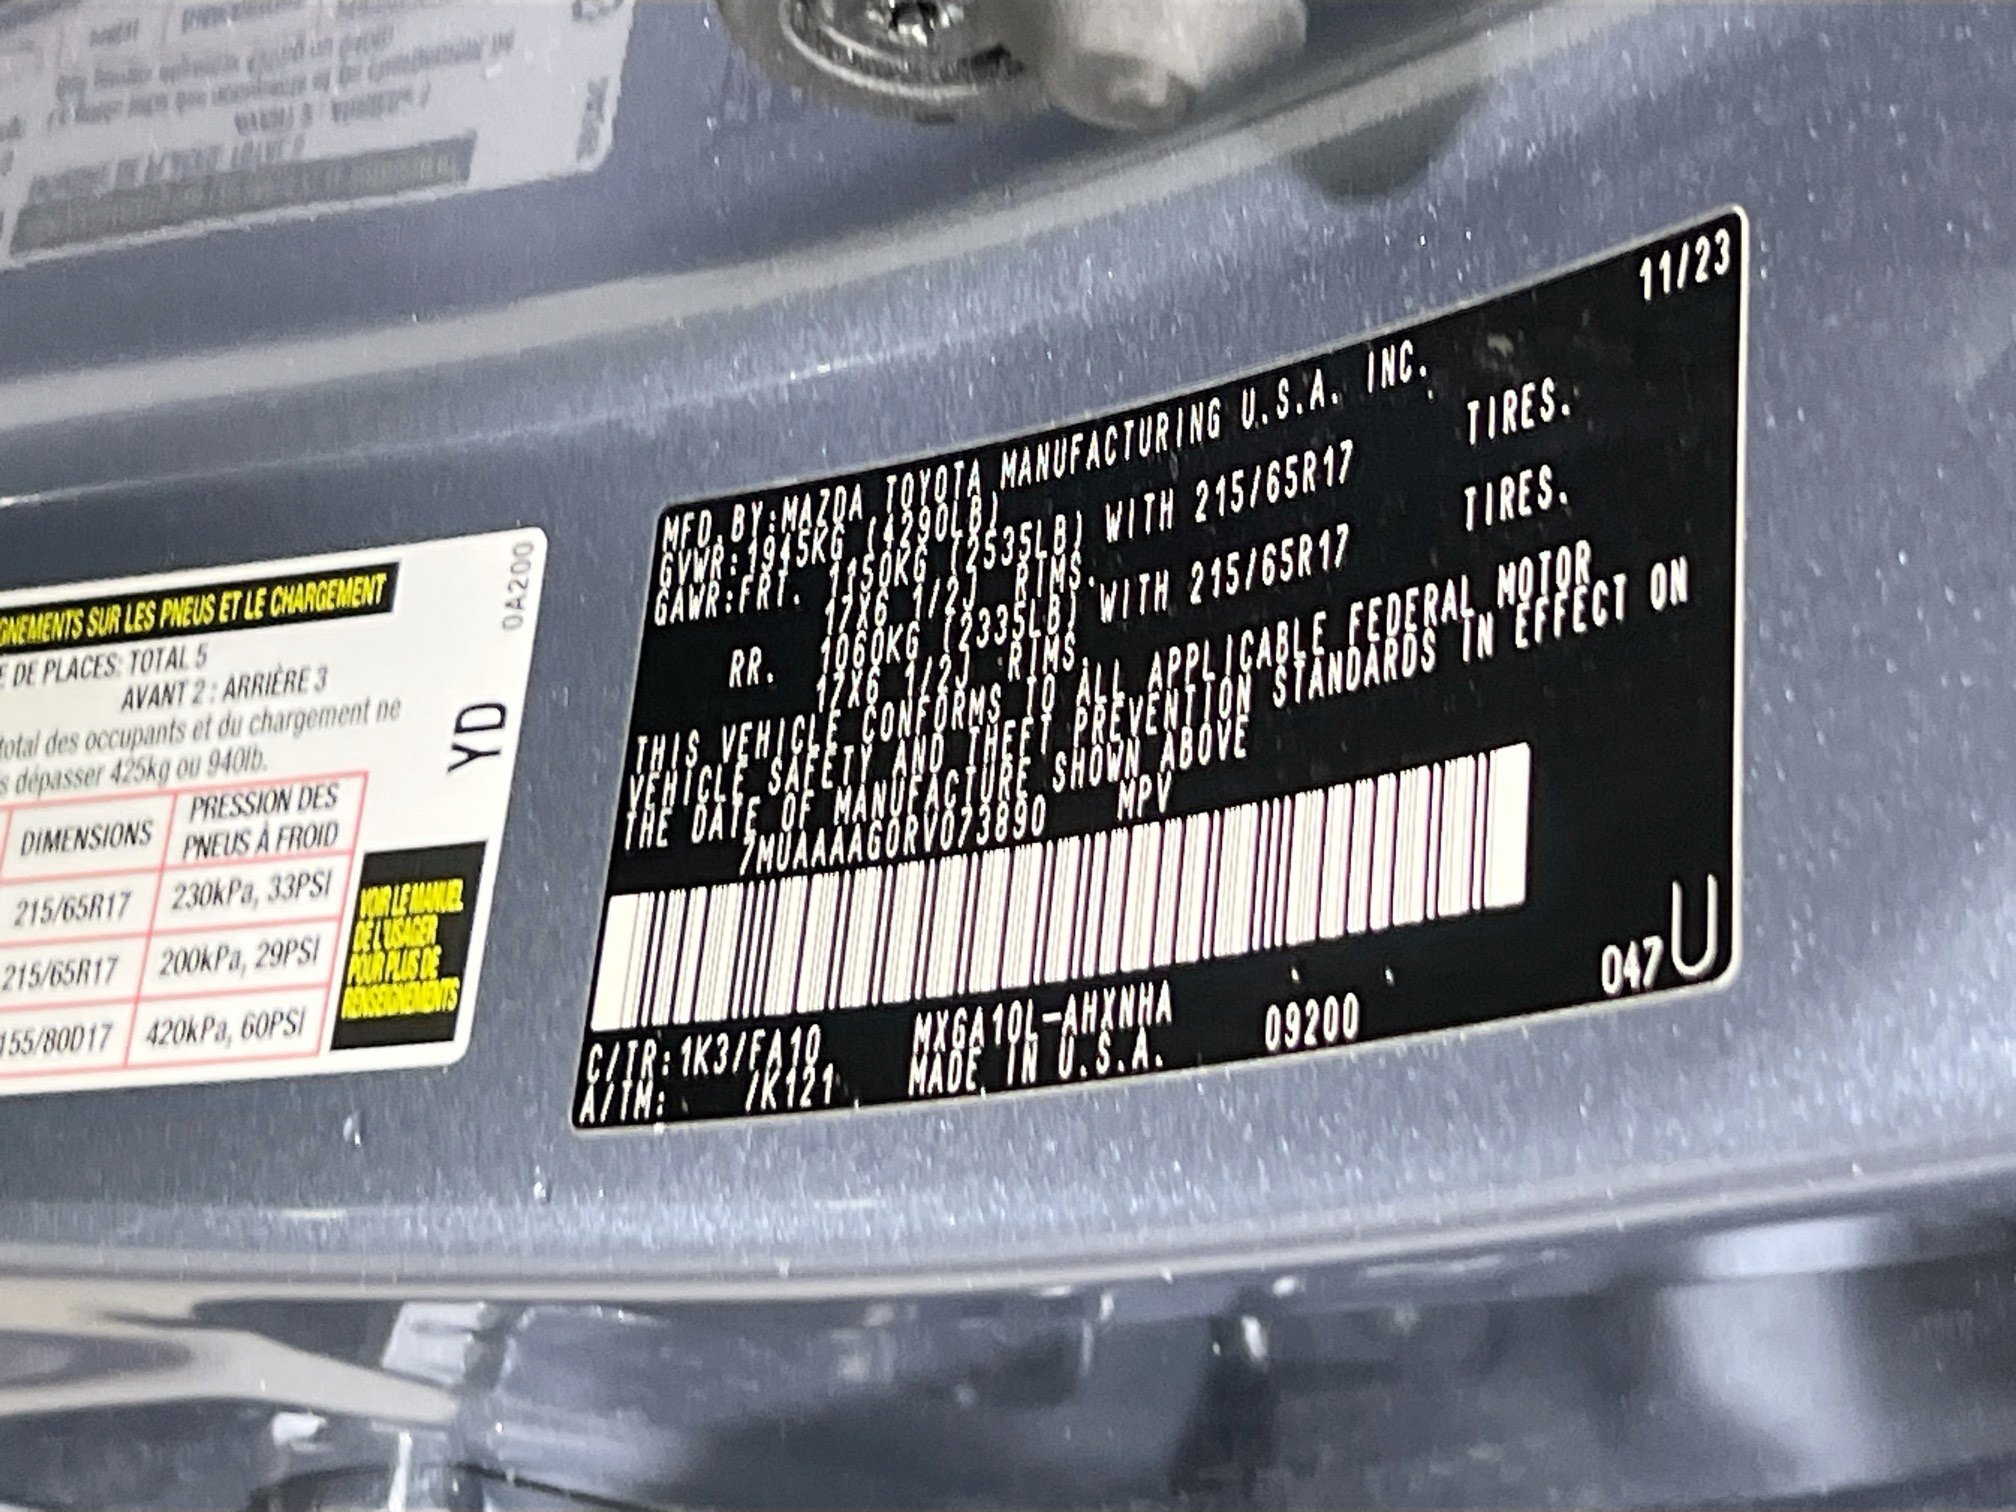 GNEMENTS SUR LES PNEUS ET LE CHARGEMENT
E DE PLACES: TOTAL 5
AVANT 2 : ARRIÈRE 3
total des occupants et du chargement ne
s dépasser 425kg ou 940lb.
DIMENSIONS PRESSION DES PNEUS À FROID
215/65R17 230kPa, 33PSI
215/65R17 200kPa, 29PSI
155/80D17 420kPa, 60PSI
VOIR LE MANUEL
DE L'USAGER
POUR PLUS DE
RENSEIGNEMENTS
0A200
YD
11/23
MFD.BY:MAZDA TOYOTA MANUFACTURING U.S.A. INC.
GVWR:1945KG (4290LB)
GAWR:FRT. 1150KG (2535LB) WITH 215/65R17 TIRES.
17X6 1/2J RIMS.
RR. 1060KG (2335LB) WITH 215/65R17 TIRES.
17X6 1/2J RIMS.
THIS VEHICLE CONFORMS TO ALL APPLICABLE FEDERAL MOTOR
VEHICLE SAFETY AND THEFT PREVENTION STANDARDS IN EFFECT ON
THE DATE OF MANUFACTURE SHOWN ABOVE
7MUAAAAG0RV073890 MPV
C/TR:1K3/FA10 MXGA10L-AHXNHA 09200
A/TM: /K121 MADE IN U.S.A.
047U